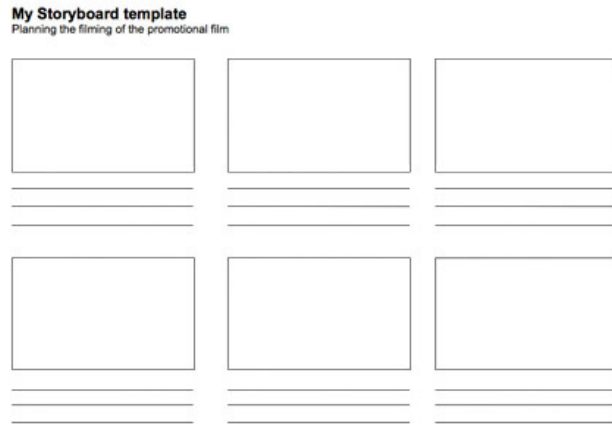 My Storyboard template
Planning the filming of the promotional film